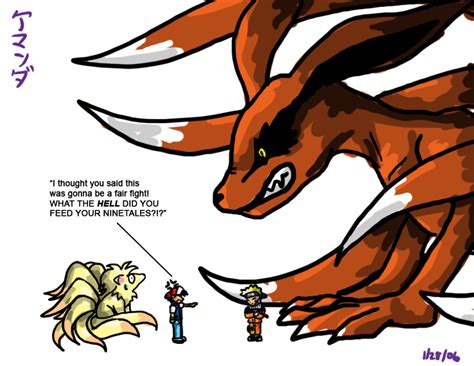 ケマンダ
"I thought you said this
was gonna be a fair fight!
WHAT THE HELL DID YOU
FEED YOUR NINETALES?!?"
1/28/06